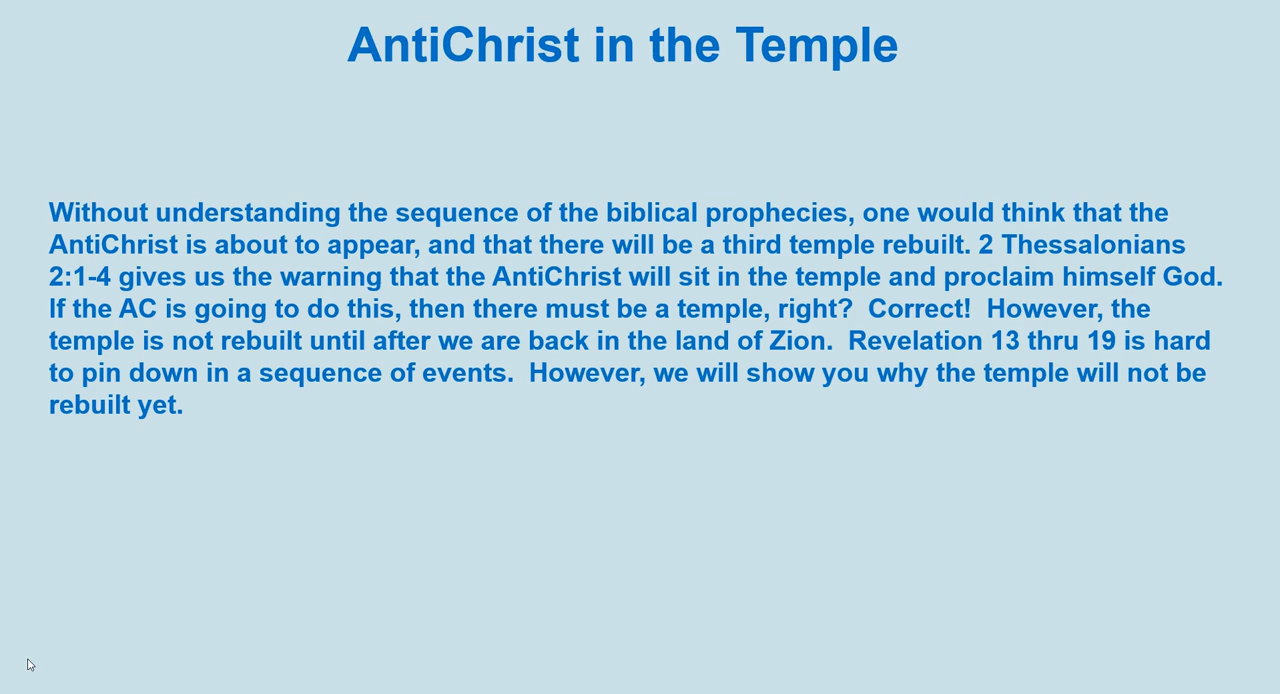 AntiChrist in the Temple
Without understanding the sequence of the biblical prophecies, one would think that the
AntiChrist is about to appear, and that there will be a third temple rebuilt. 2 Thessalonians
2:1-4 gives us the warning that the AntiChrist will sit in the temple and proclaim himself God.
If the AC is going to do this, then there must be a temple, right?  Correct!  However, the
temple is not rebuilt until after we are back in the land of Zion.  Revelation 13 thru 19 is hard
to pin down in a sequence of events.  However, we will show you why the temple will not be
rebuilt yet.